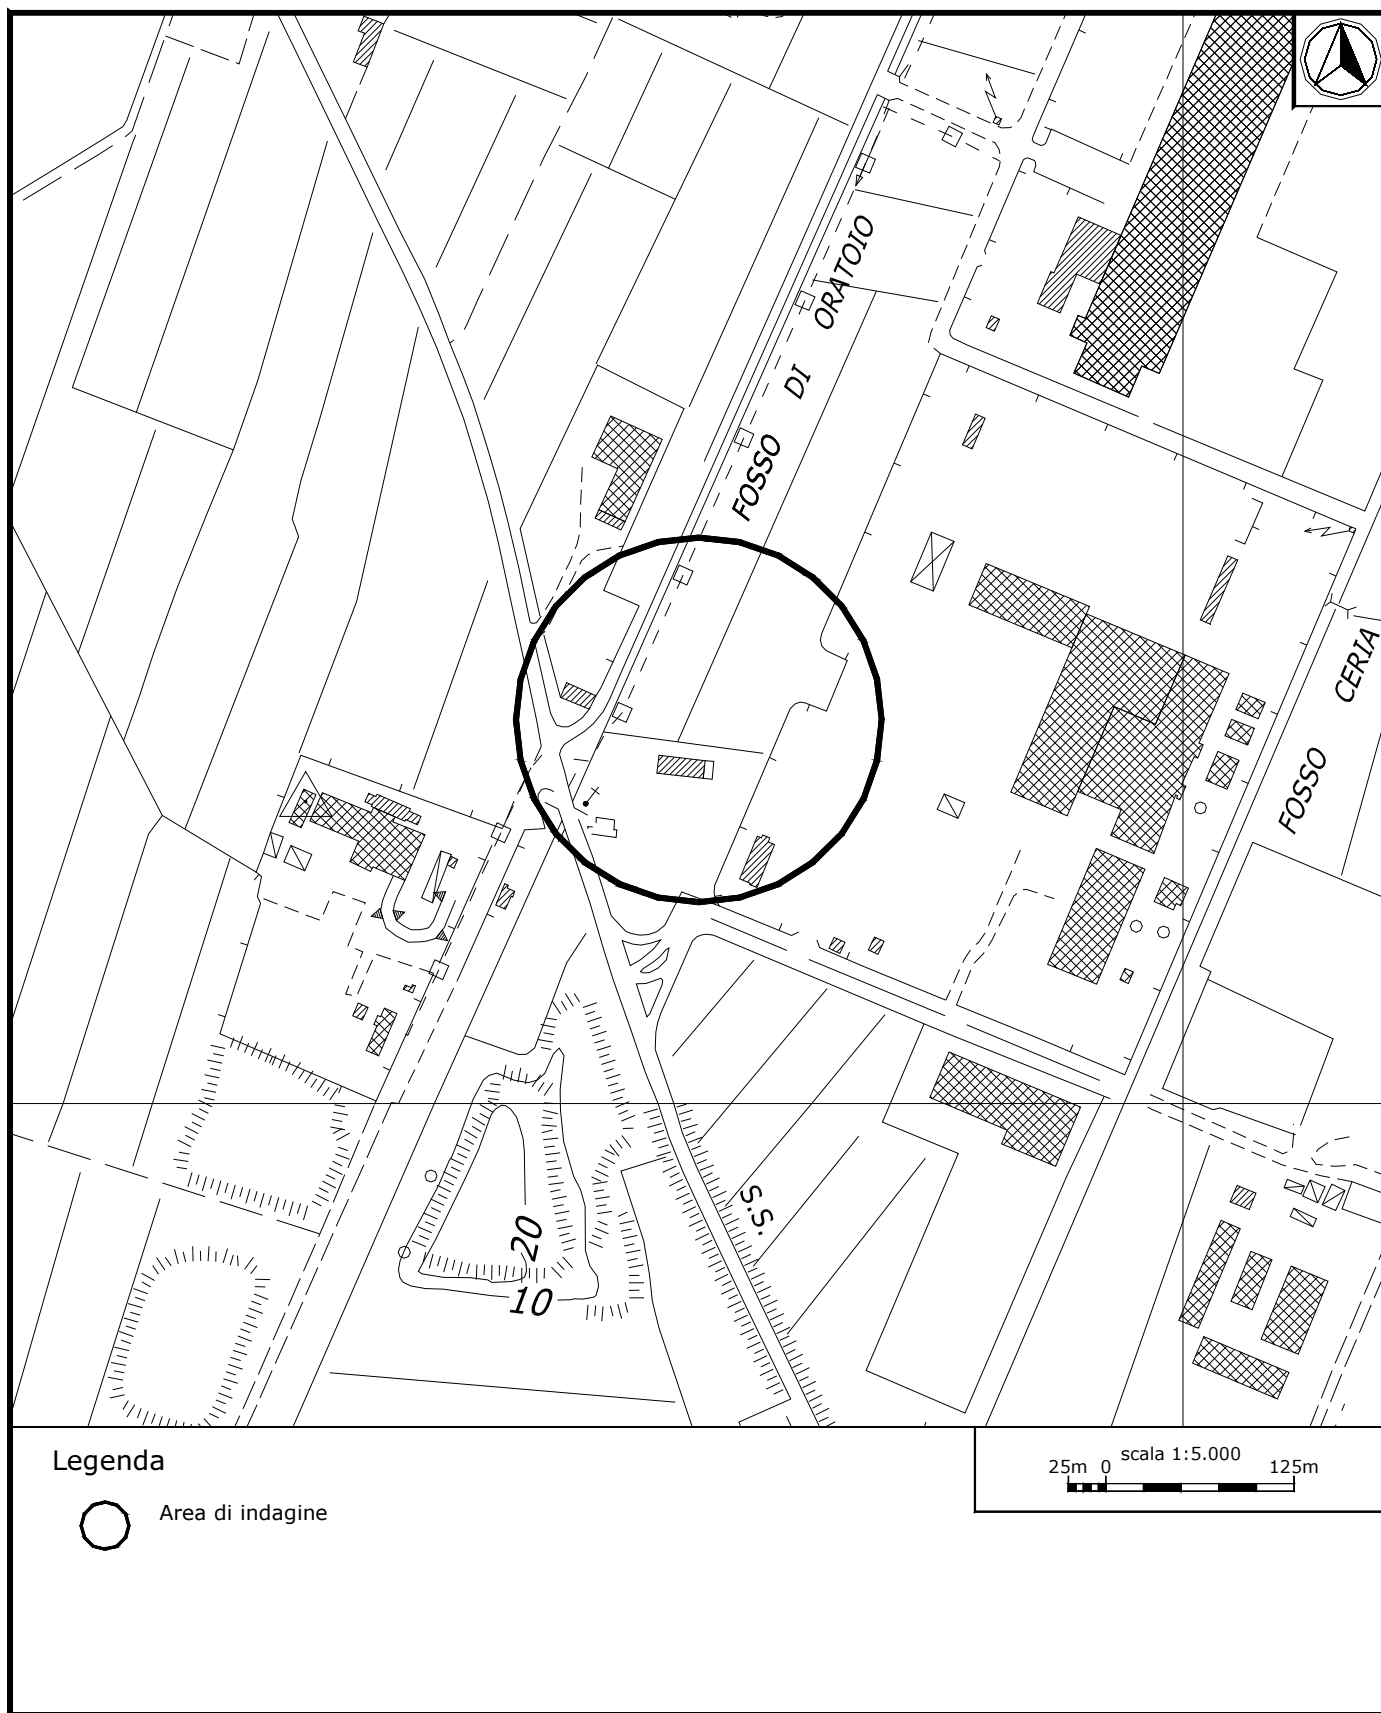 FOSSO DI ORATOIO
FOSSO CERIA
S.S.
20
10
Legenda
Area di indagine
scala 1:5.000
25m 0 125m